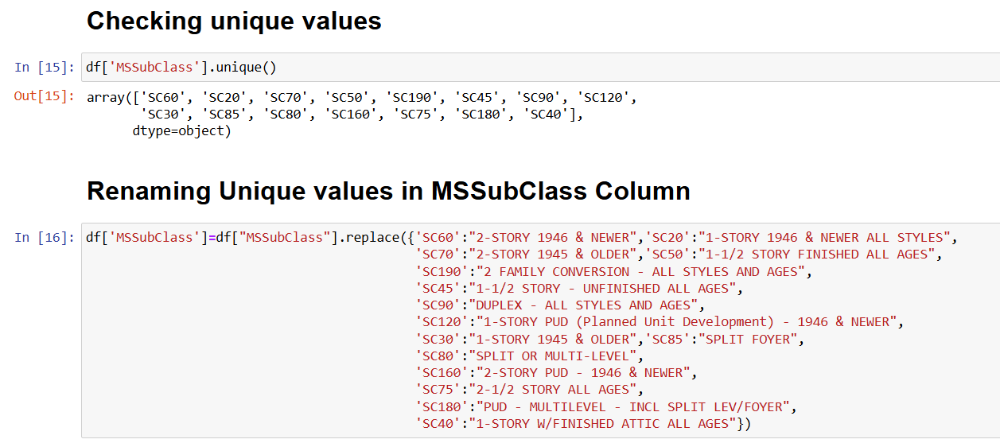 Checking unique values
In [15]: df['MSSubClass'].unique()
Out[15]: array(['SC60', 'SC20', 'SC70', 'SC50', 'SC190', 'SC45', 'SC90', 'SC120',
'SC30', 'SC85', 'SC80', 'SC160', 'SC75', 'SC180', 'SC40'],
dtype=object)
Renaming Unique values in MSSubClass Column
In [16]: df['MSSubClass']=df["MSSubClass"].replace({'SC60':"2-STORY 1946 & NEWER",'SC20':"1-STORY 1946 & NEWER ALL STYLES",
'SC70':"2-STORY 1945 & OLDER",'SC50':"1-1/2 STORY FINISHED ALL AGES",
'SC190':"2 FAMILY CONVERSION - ALL STYLES AND AGES",
'SC45':"1-1/2 STORY - UNFINISHED ALL AGES",
'SC90':"DUPLEX - ALL STYLES AND AGES",
'SC120':"1-STORY PUD (Planned Unit Development) - 1946 & NEWER",
'SC30':"1-STORY 1945 & OLDER",'SC85':"SPLIT FOYER",
'SC80':"SPLIT OR MULTI-LEVEL",
'SC160':"2-STORY PUD - 1946 & NEWER",
'SC75':"2-1/2 STORY ALL AGES",
'SC180':"PUD - MULTILEVEL - INCL SPLIT LEV/FOYER",
'SC40':"1-STORY W/FINISHED ATTIC ALL AGES"})